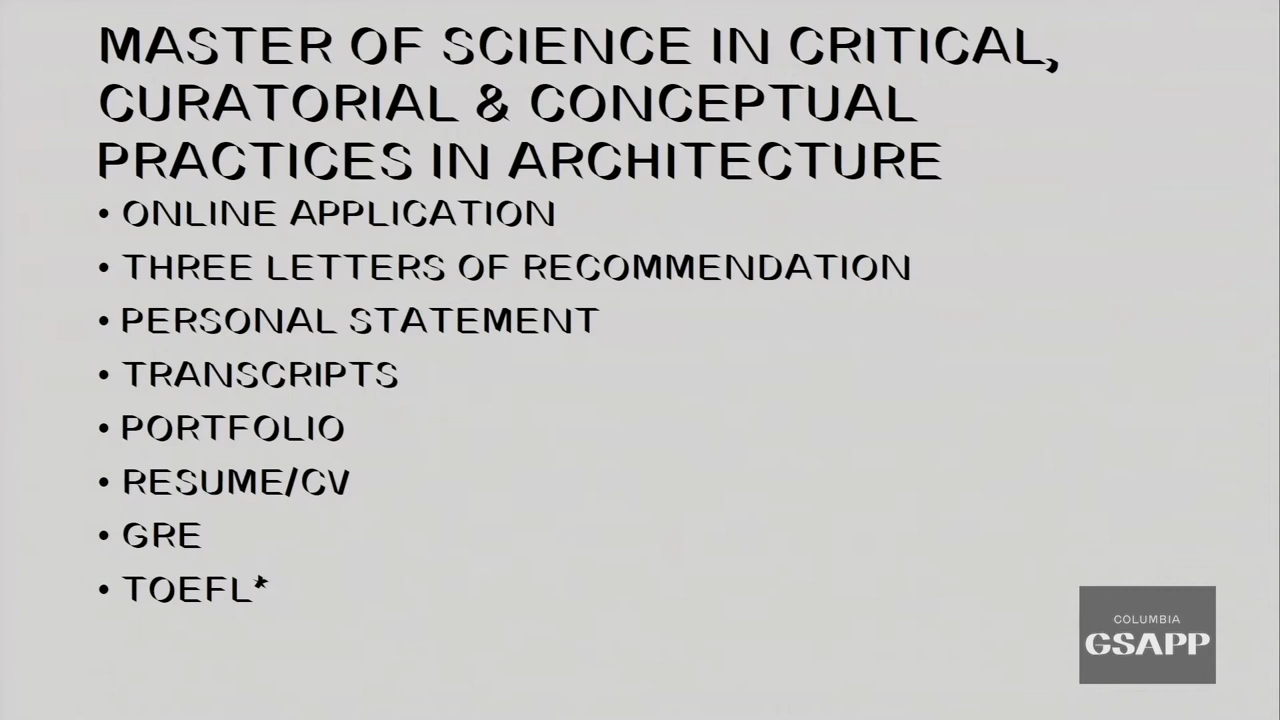 MASTER OF SCIENCE IN CRITICAL,
CURATORIAL & CONCEPTUAL
PRACTICES IN ARCHITECTURE
• ONLINE APPLICATION
• THREE LETTERS OF RECOMMENDATION
• PERSONAL STATEMENT
• TRANSCRIPTS
• PORTFOLIO
• RESUME/CV
• GRE
• TOEFL*
COLUMBIA
GSAPP